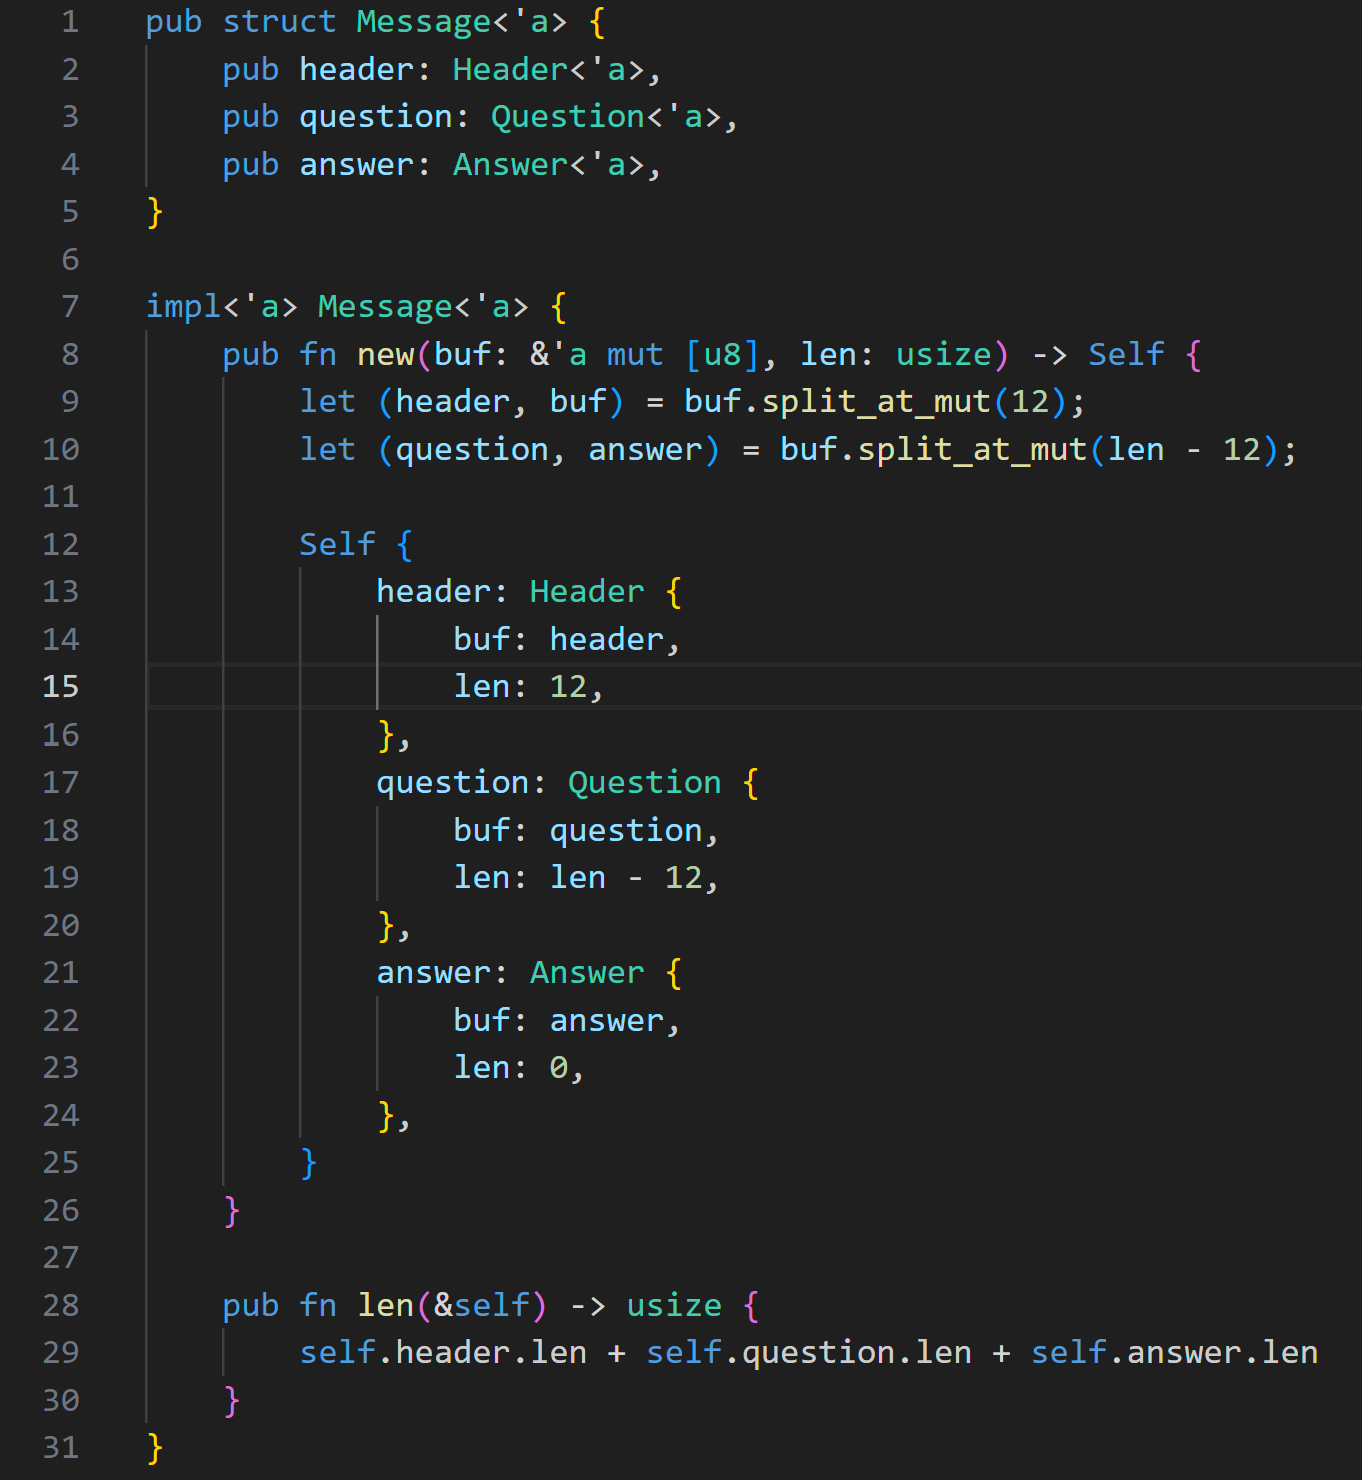 1 pub struct Message<'a> {
2 pub header: Header<'a>,
3 pub question: Question<'a>,
4 pub answer: Answer<'a>,
5 }
6
7 impl<'a> Message<'a> {
8 pub fn new(buf: &'a mut [u8], len: usize) -> Self {
9 let (header, buf) = buf.split_at_mut(12);
10 let (question, answer) = buf.split_at_mut(len - 12);
11
12 Self {
13 header: Header {
14 buf: header,
15 len: 12,
16 },
17 question: Question {
18 buf: question,
19 len: len - 12,
20 },
21 answer: Answer {
22 buf: answer,
23 len: 0,
24 },
25 }
26 }
27
28 pub fn len(&self) -> usize {
29 self.header.len + self.question.len + self.answer.len
30 }
31 }